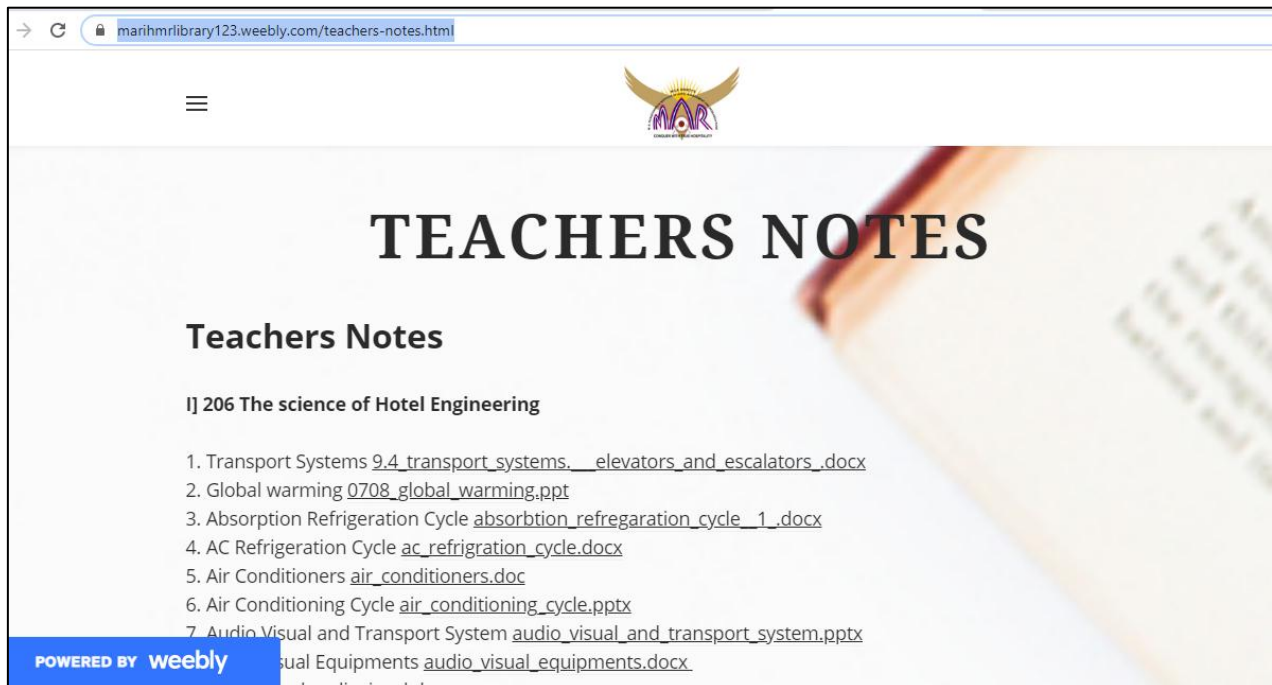 marihmrlibrary123.weebly.com/teachers-notes.html
MAR
TEACHERS NOTES
Teachers Notes
I] 206 The science of Hotel Engineering
1. Transport Systems 9.4_transport_systems.___elevators_and_escalators_.docx
2. Global warming 0708_global_warming.ppt
3. Absorption Refrigeration Cycle absorbtion_refregaration_cycle__1_.docx
4. AC Refrigeration Cycle ac_refrigration_cycle.docx
5. Air Conditioners air_conditioners.doc
6. Air Conditioning Cycle air_conditioning_cycle.pptx
7. Audio Visual and Transport System audio_visual_and_transport_system.pptx
sual Equipments audio_visual_equipments.docx
POWERED BY weebly